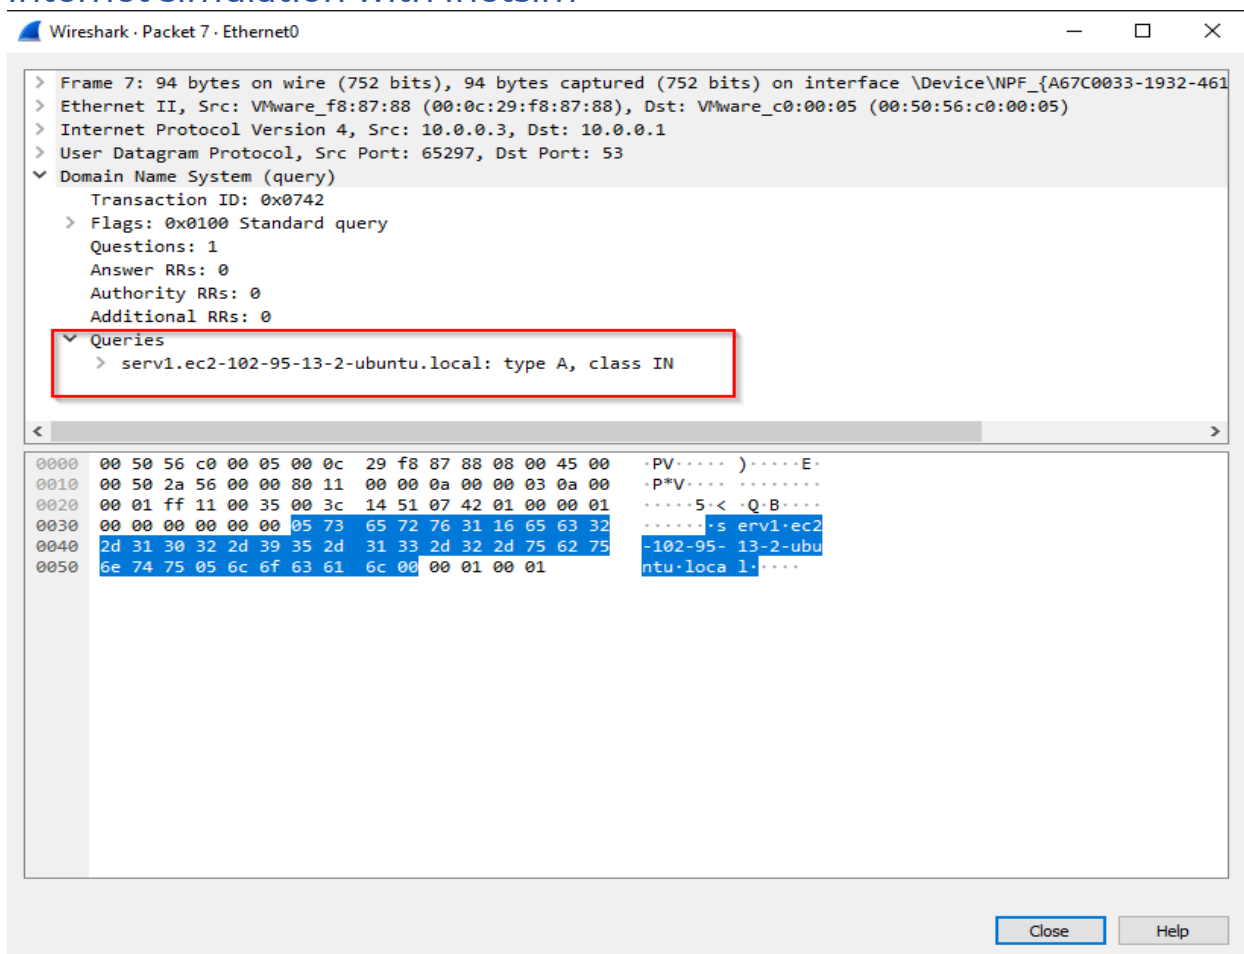 Internet Simulation with Inetsim
Wireshark · Packet 7 · Ethernet0
> Frame 7: 94 bytes on wire (752 bits), 94 bytes captured (752 bits) on interface \Device\NPF_{A67C0033-1932-461
> Ethernet II, Src: VMware_f8:87:88 (00:0c:29:f8:87:88), Dst: VMware_c0:00:05 (00:50:56:c0:00:05)
> Internet Protocol Version 4, Src: 10.0.0.3, Dst: 10.0.0.1
> User Datagram Protocol, Src Port: 65297, Dst Port: 53
Domain Name System (query)
Transaction ID: 0x0742
> Flags: 0x0100 Standard query
Questions: 1
Answer RRs: 0
Authority RRs: 0
Additional RRs: 0
Queries
> serv1.ec2-102-95-13-2-ubuntu.local: type A, class IN
0000 00 50 56 c0 00 05 00 0c 29 f8 87 88 08 00 45 00 ·PV····· )·····E·
0010 00 50 2a 56 00 00 80 11 00 00 0a 00 00 03 0a 00 ·P*V···· ········
0020 00 01 ff 11 00 35 00 3c 14 51 07 42 01 00 00 01 ·····5·< ·Q·B····
0030 00 00 00 00 00 00 05 73 65 72 76 31 16 65 63 32 ·······s erv1·ec2
0040 2d 31 30 32 2d 39 35 2d 31 33 2d 32 2d 75 62 75 -102-95- 13-2-ubu
0050 6e 74 75 05 6c 6f 63 61 6c 00 00 01 00 01 ntu·loca l·····
Close Help